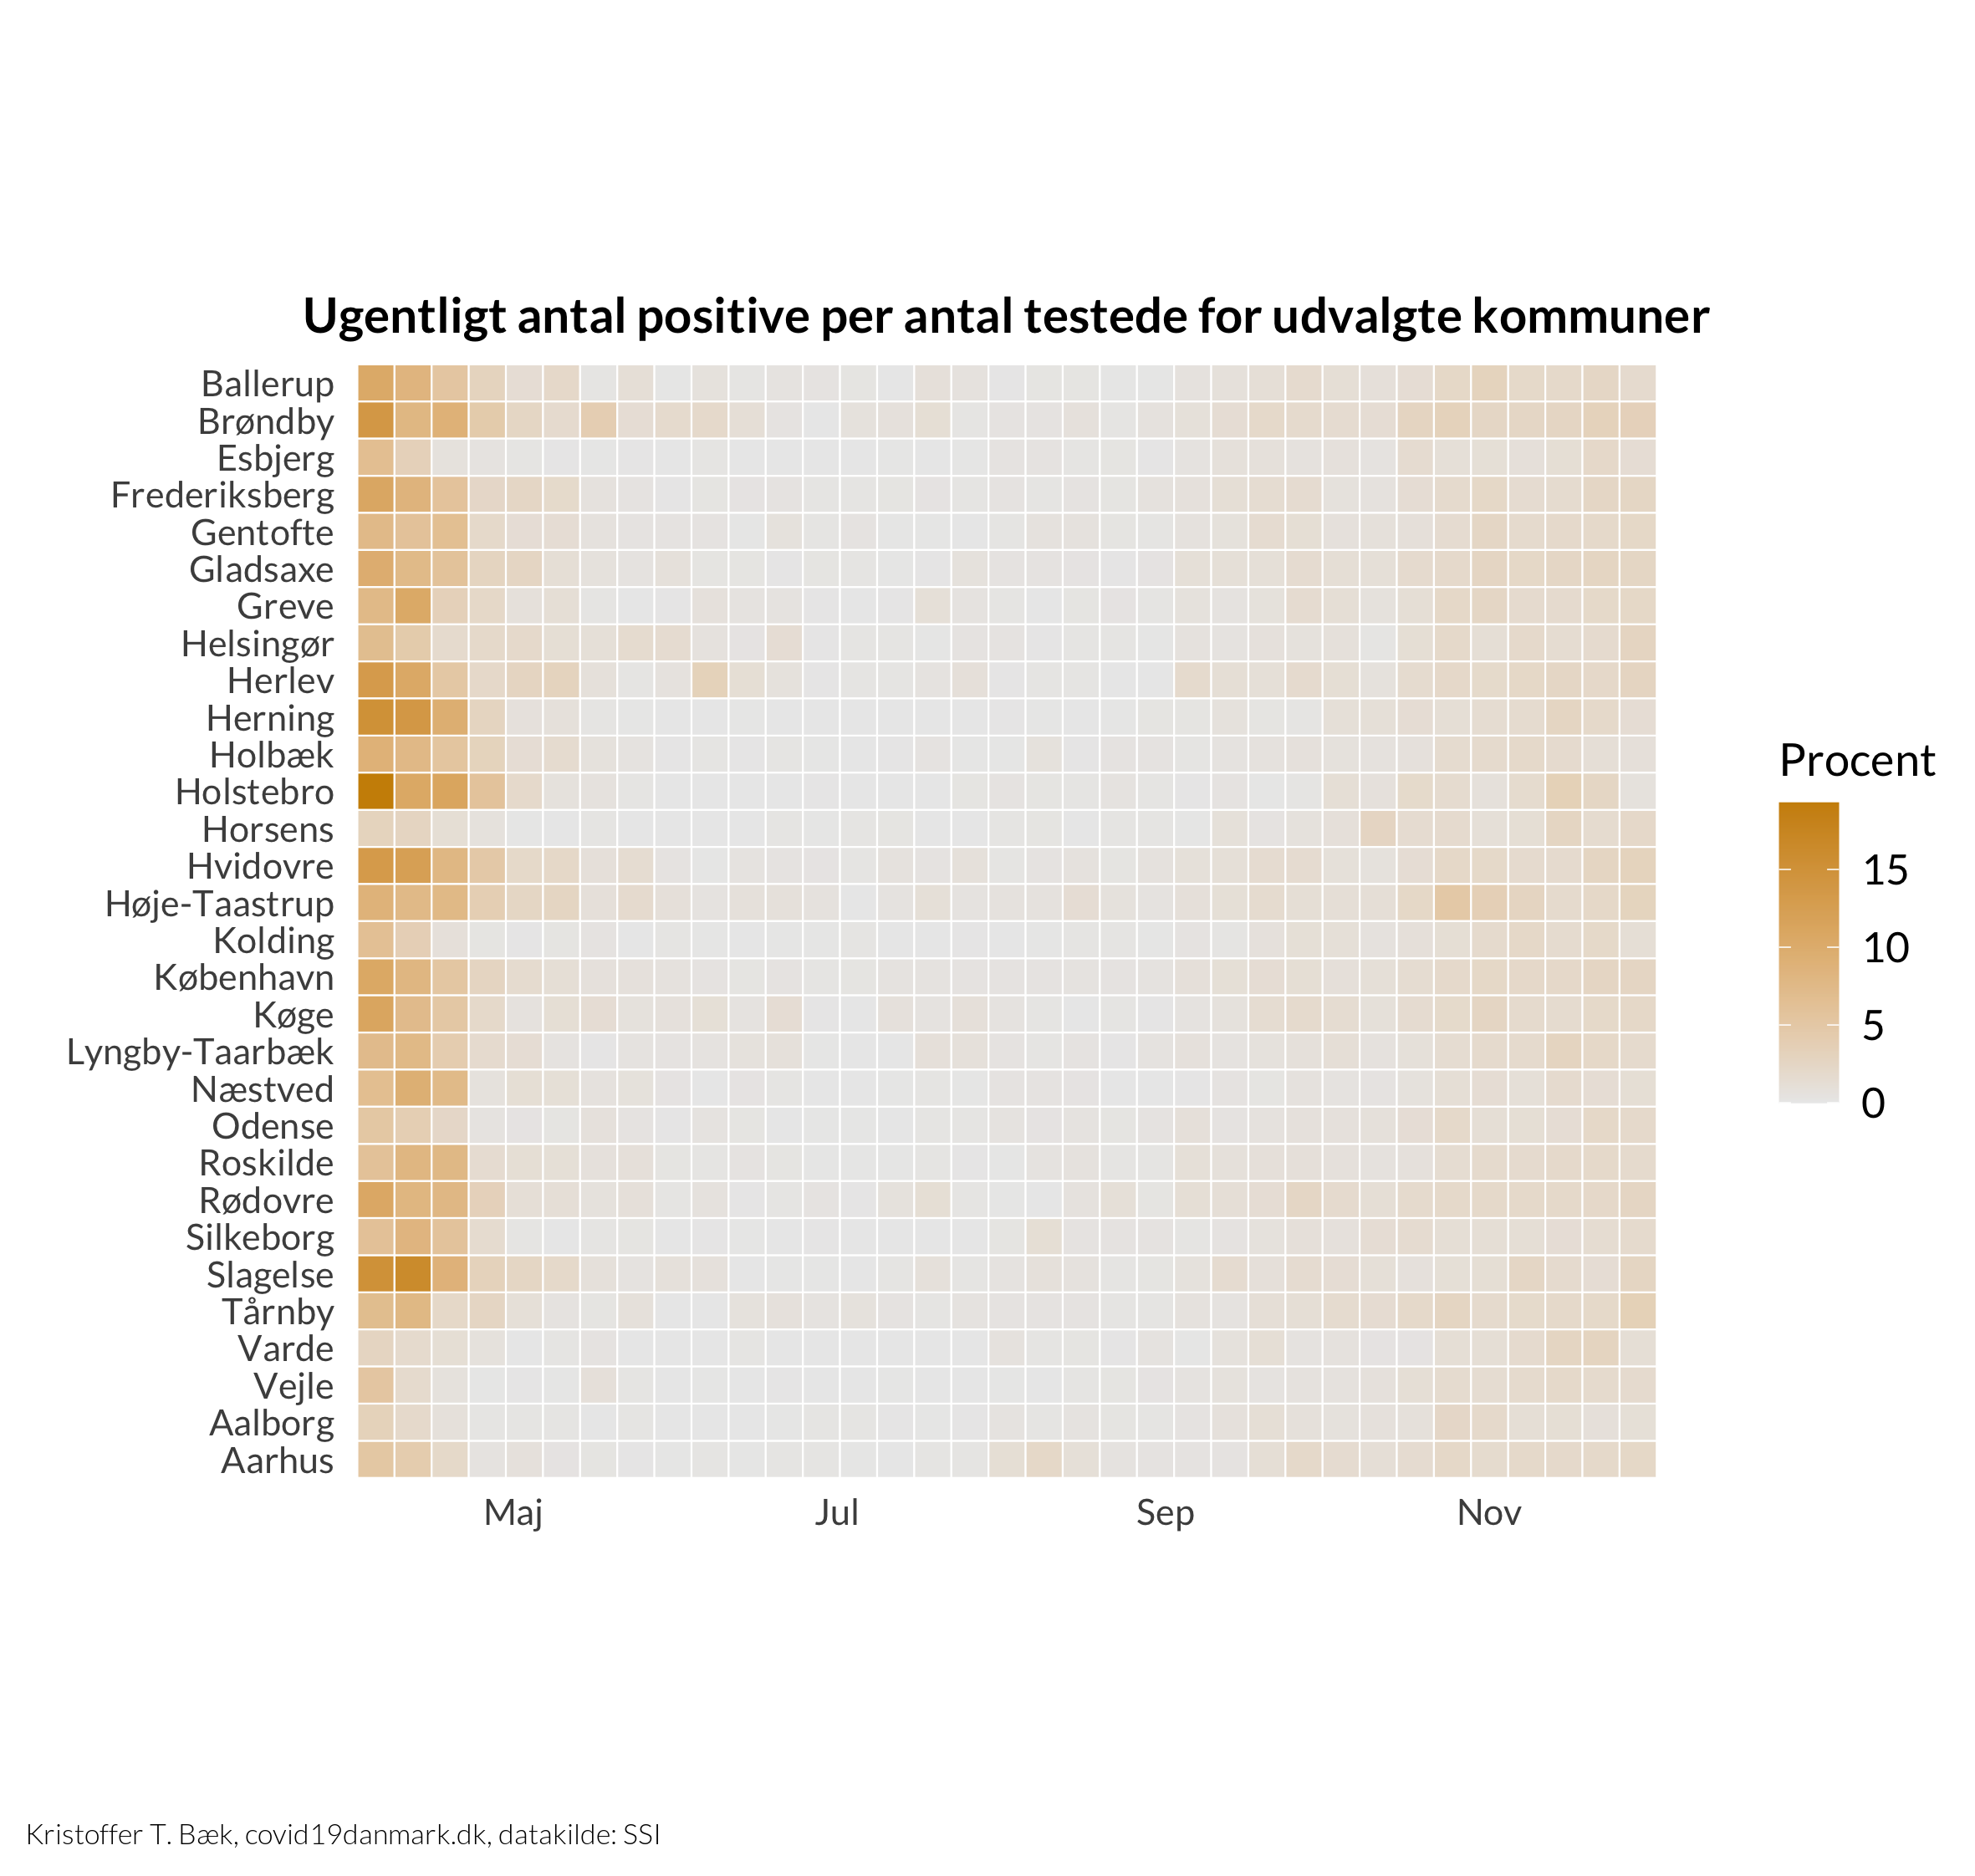 Ugentligt antal positive per antal testede for udvalgte kommuner
Ballerup
Brøndby
Esbjerg
Frederiksberg
Gentofte
Gladsaxe
Greve
Helsingør
Herlev
Herning
Holbæk
Holstebro
Horsens
Hvidovre
Høje-Taastrup
Kolding
København
Køge
Lyngby-Taarbæk
Næstved
Odense
Roskilde
Rødovre
Silkeborg
Slagelse
Tårnby
Varde
Vejle
Aalborg
Aarhus
Maj Jul Sep Nov
Procent
15
10
5
0
Kristoffer T. Bæk, covid19danmark.dk, datakilde: SSI